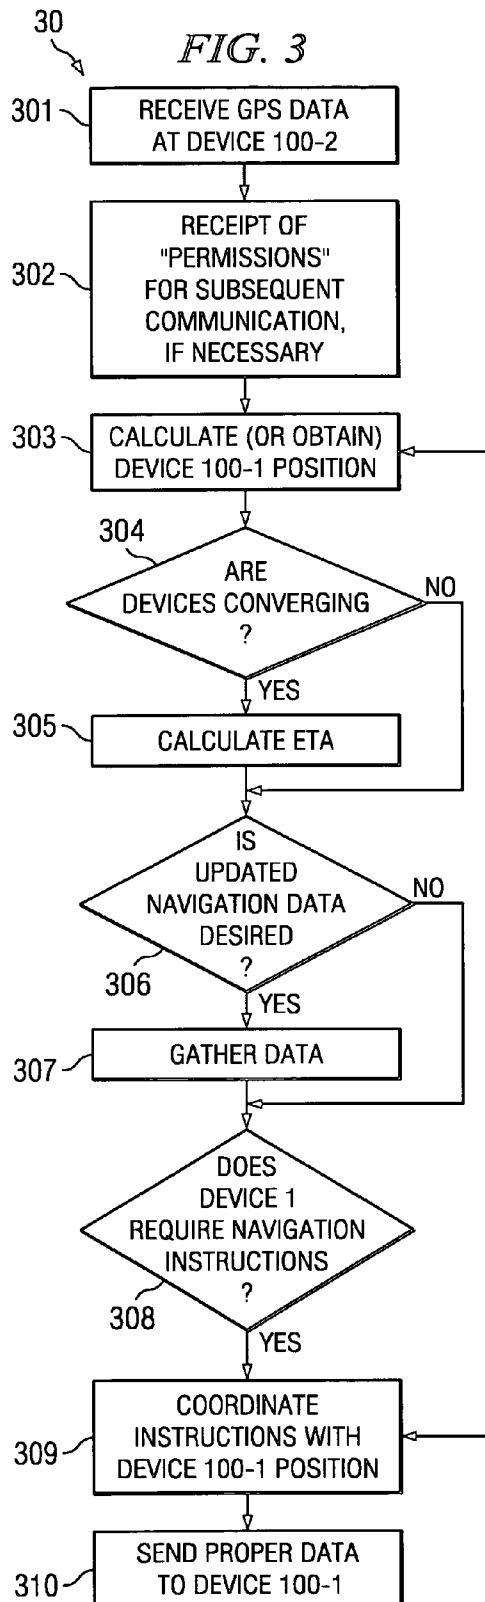 30
FIG. 3
301
RECEIVE GPS DATA
AT DEVICE 100-2
302
RECEIPT OF
"PERMISSIONS"
FOR SUBSEQUENT
COMMUNICATION,
IF NECESSARY
303
CALCULATE (OR OBTAIN)
DEVICE 100-1 POSITION
304
ARE
DEVICES CONVERGING
?
NO
YES
305
CALCULATE ETA
IS
UPDATED
NAVIGATION DATA
DESIRED
?
NO
306
YES
307
GATHER DATA
DOES
DEVICE 1
REQUIRE NAVIGATION
INSTRUCTIONS
?
308
YES
309
COORDINATE
INSTRUCTIONS WITH
DEVICE 100-1 POSITION
310
SEND PROPER DATA
TO DEVICE 100-1